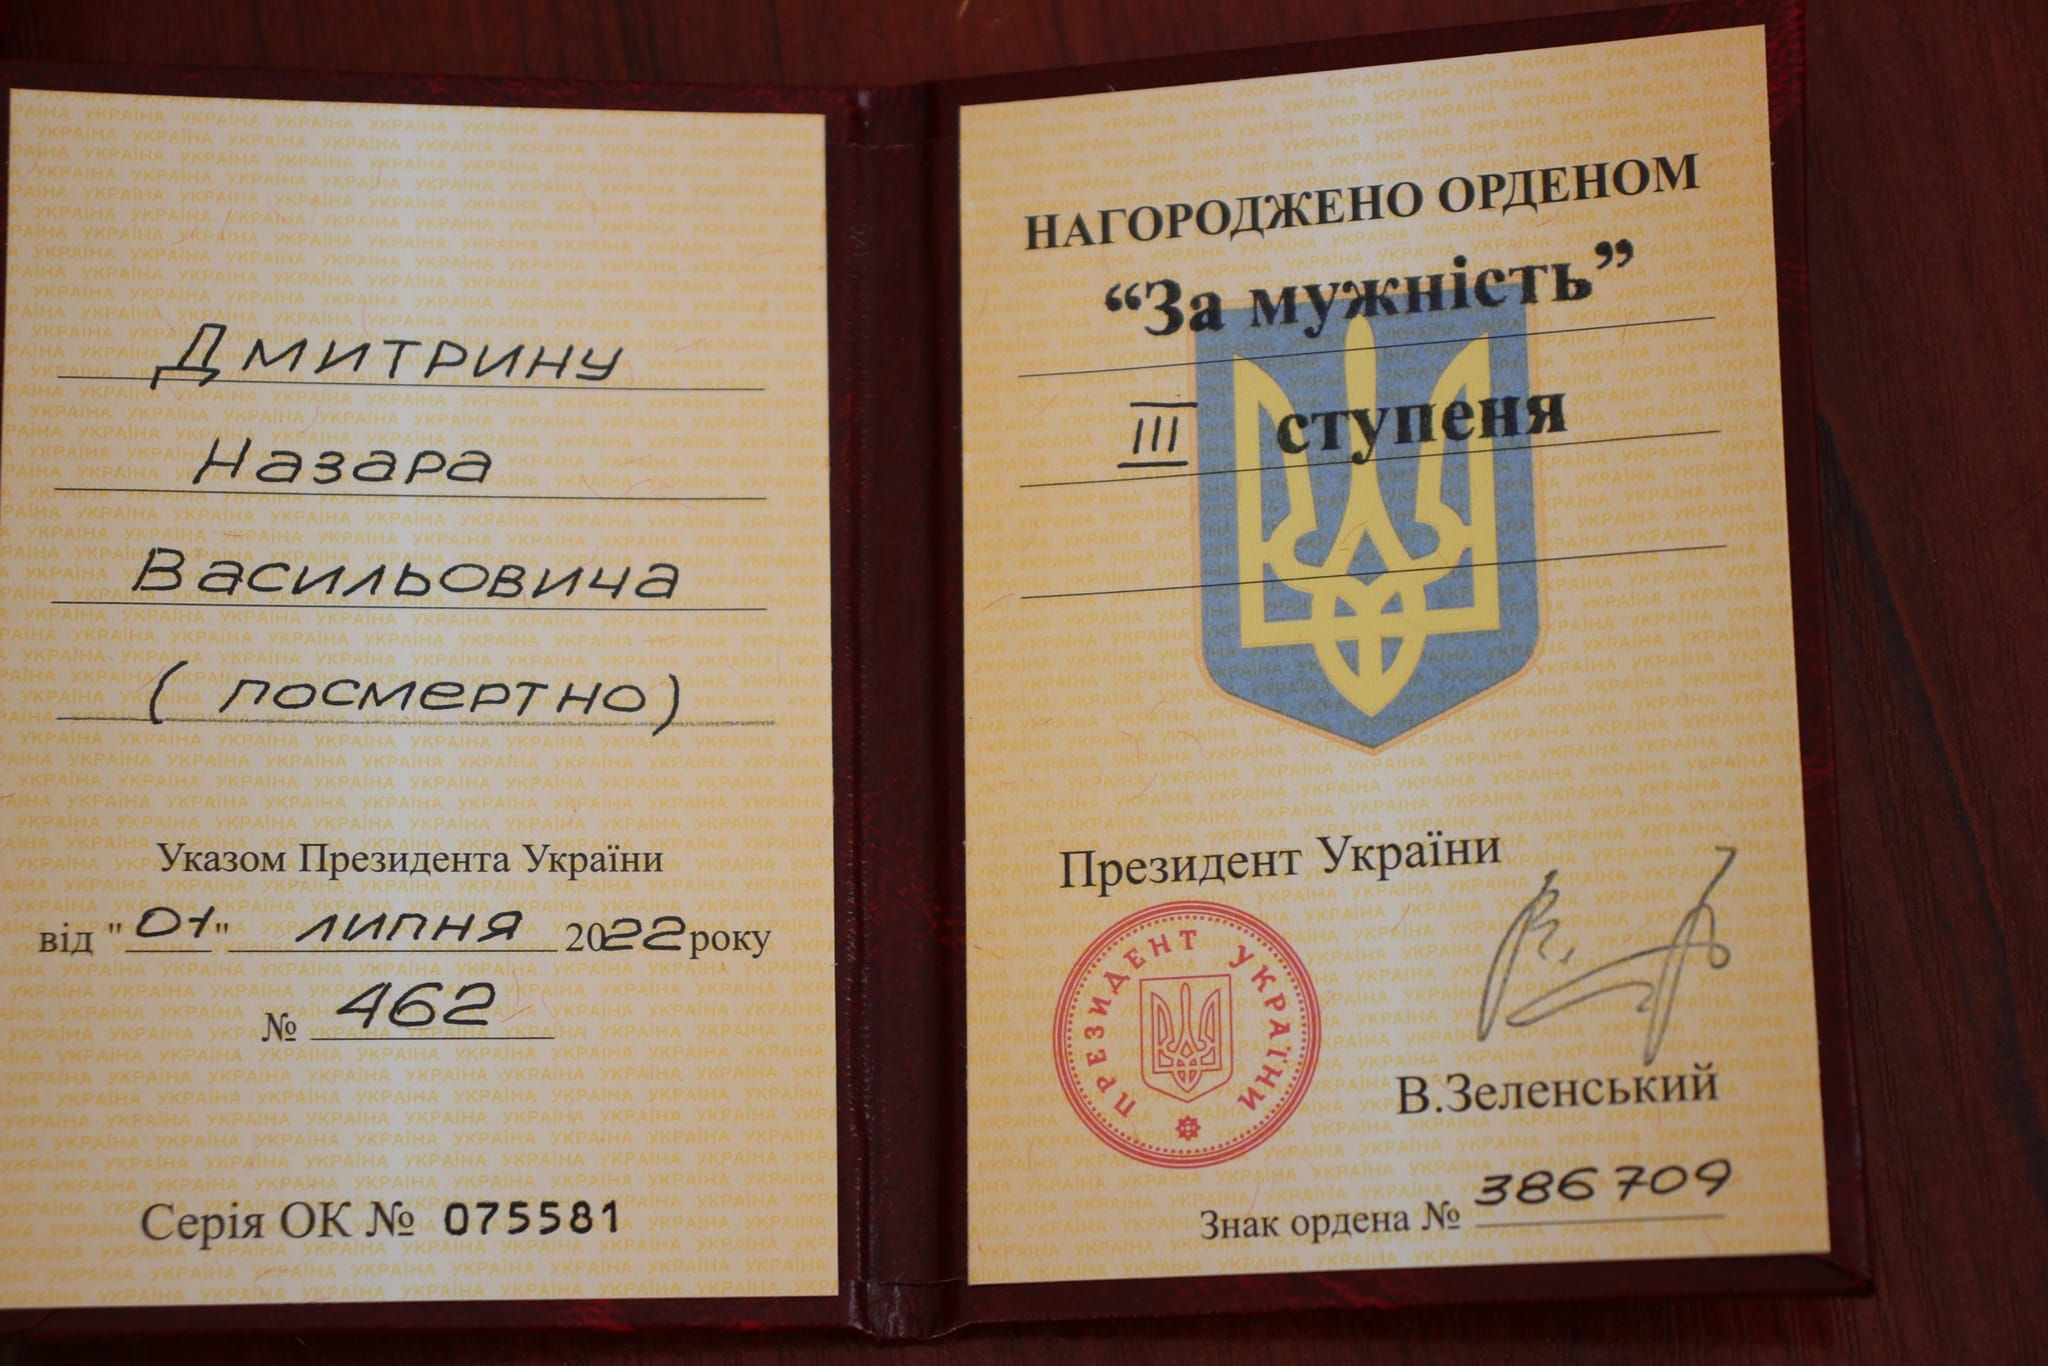 Дмитрину
Назара
Васильовича
(посмертно)
Указом Президента України
від "01" липня 2022 року
№ 462
Серія ОК № 075581
НАГОРОДЖЕНО ОРДЕНОМ
“За мужність”
III ступеня
Президент України
ПРЕЗИДЕНТ УКРАЇНИ
В.Зеленський
Знак ордена № 386709